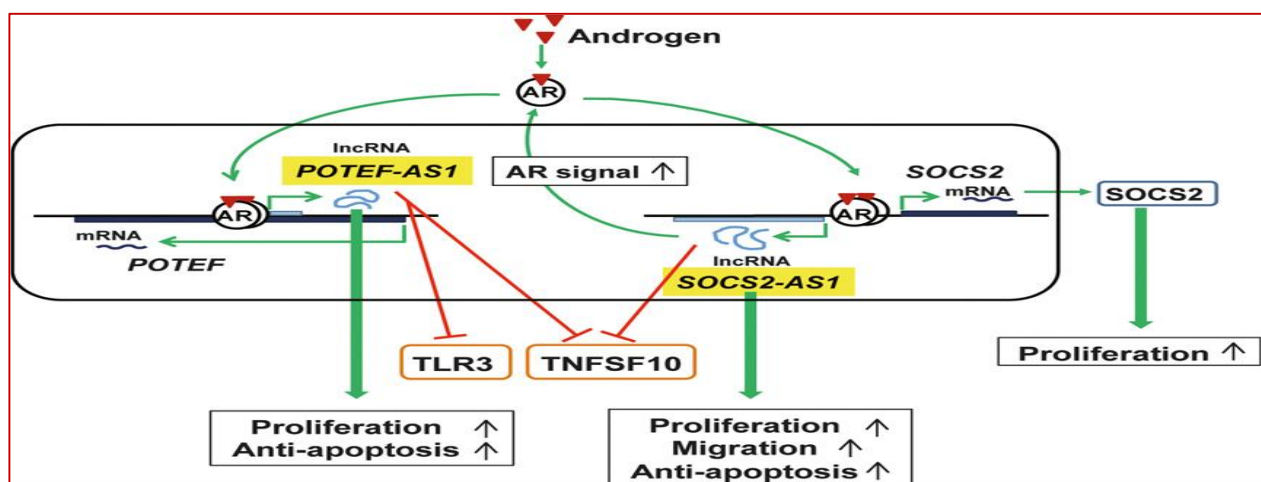 Androgen
AR
lncRNA
POTEF-AS1
AR signal ↑
SOCS2
mRNA
SOCS2
AR
AR
mRNA
POTEF
lncRNA
SOCS2-AS1
TLR3
TNFSF10
Proliferation ↑
Proliferation ↑
Anti-apoptosis ↑
Proliferation ↑
Migration ↑
Anti-apoptosis ↑